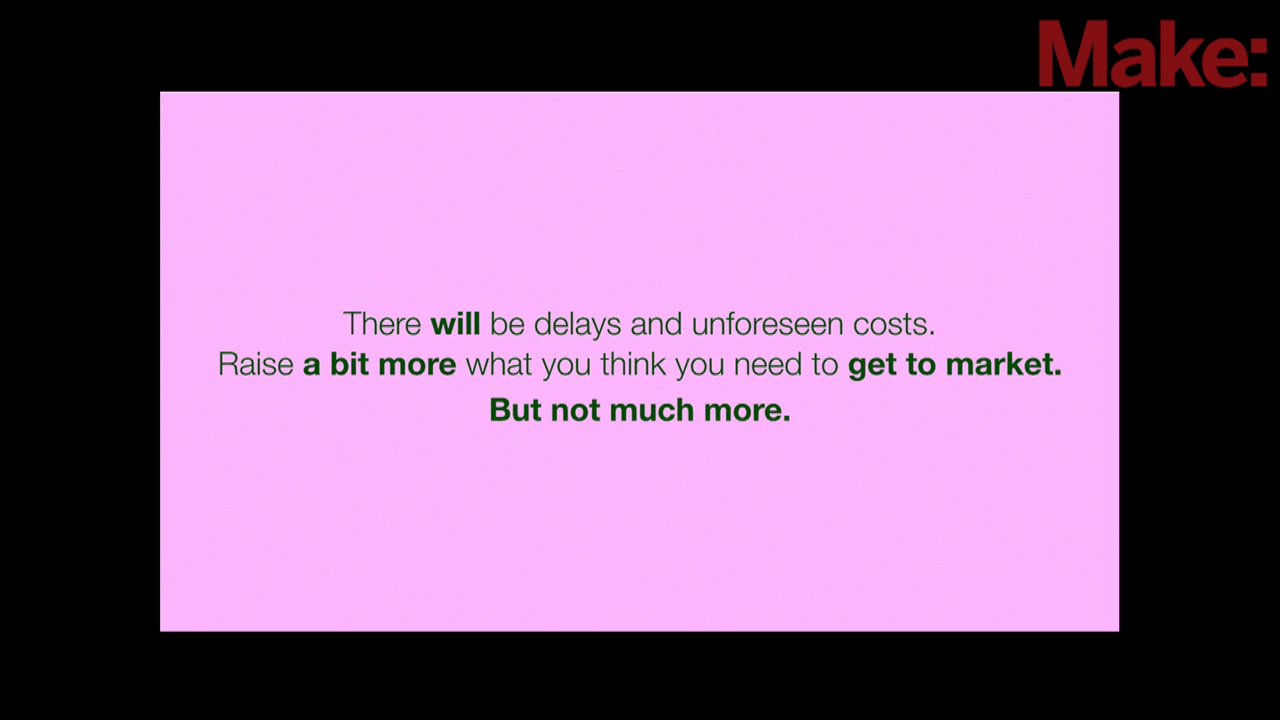 Make:
There will be delays and unforeseen costs.
Raise a bit more what you think you need to get to market.
But not much more.